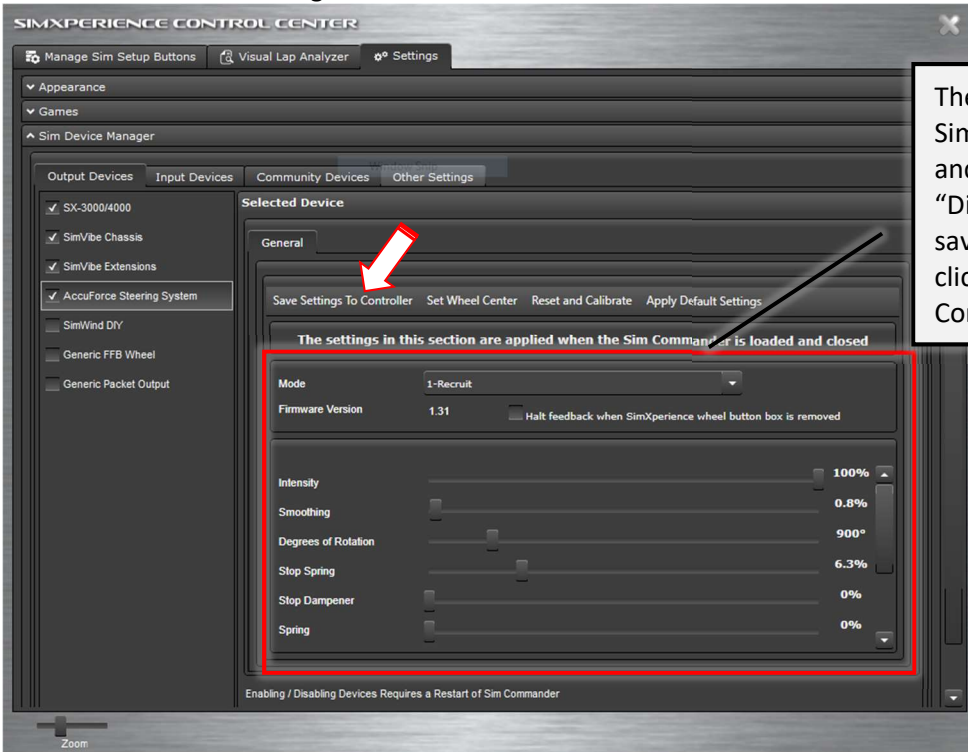 SIMXPERIENCE CONTROL CENTER
Manage Sim Setup Buttons Visual Lap Analyzer Settings
Appearance
Games
Sim Device Manager
Output Devices Input Devices Community Devices Other Settings
SX-3000/4000
SimVibe Chassis
SimVibe Extensions
AccuForce Steering System
SimWind DIY
Generic FFB Wheel
Generic Packet Output
Selected Device
General
Save Settings To Controller Set Wheel Center Reset and Calibrate Apply Default Settings
The settings in this section are applied when the Sim Commander is loaded and closed
Mode 1-Recruit
Firmware Version 1.31 Halt feedback when SimXperience wheel button box is removed
Intensity 100%
Smoothing 0.8%
Degrees of Rotation 900°
Stop Spring 6.3%
Stop Dampener 0%
Spring 0%
Enabling / Disabling Devices Requires a Restart of Sim Commander
Zoom
The
Sim
and
“Di
sav
clic
Con